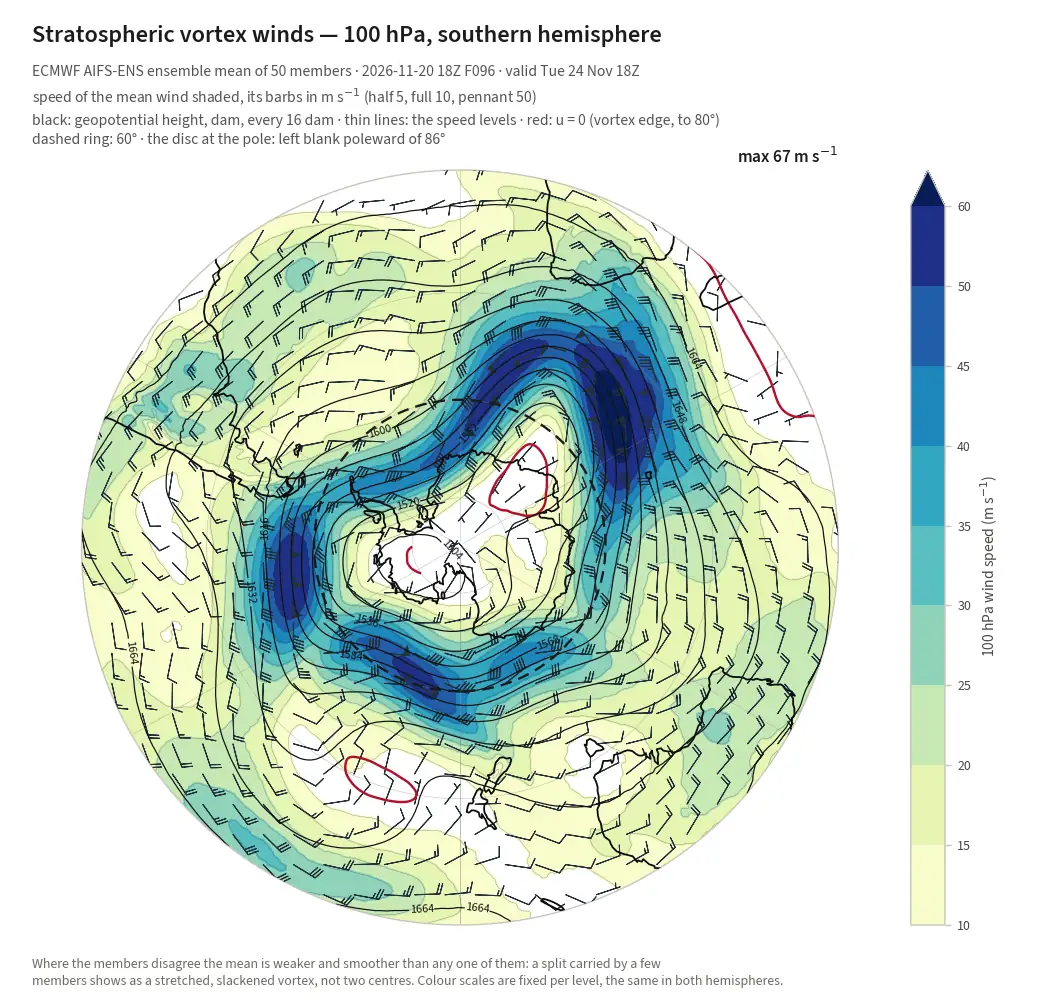 Stratospheric vortex winds — 100 hPa, southern hemisphere
ECMWF AIFS-ENS ensemble mean of 50 members · 2026-11-20 18Z F096 · valid Tue 24 Nov 18Z
speed of the mean wind shaded, its barbs in m s⁻¹ (half 5, full 10, pennant 50)
black: geopotential height, dam, every 16 dam · thin lines: the speed levels · red: u = 0 (vortex edge, to 80°)
dashed ring: 60° · the disc at the pole: left blank poleward of 86°
max 67 m s⁻¹
60
50
45
40
35
30
25
20
15
10
100 hPa wind speed (m s⁻¹)
1664
1648
1600
1520
1504
1616
1632
1664
1584
1568
1664
1664
Where the members disagree the mean is weaker and smoother than any one of them: a split carried by a few
members shows as a stretched, slackened vortex, not two centres. Colour scales are fixed per level, the same in both hemispheres.